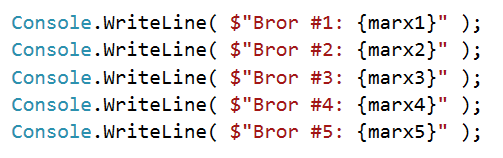 Console.WriteLine( $"Bror #1: {marx1}" );
Console.WriteLine( $"Bror #2: {marx2}" );
Console.WriteLine( $"Bror #3: {marx3}" );
Console.WriteLine( $"Bror #4: {marx4}" );
Console.WriteLine( $"Bror #5: {marx5}" );